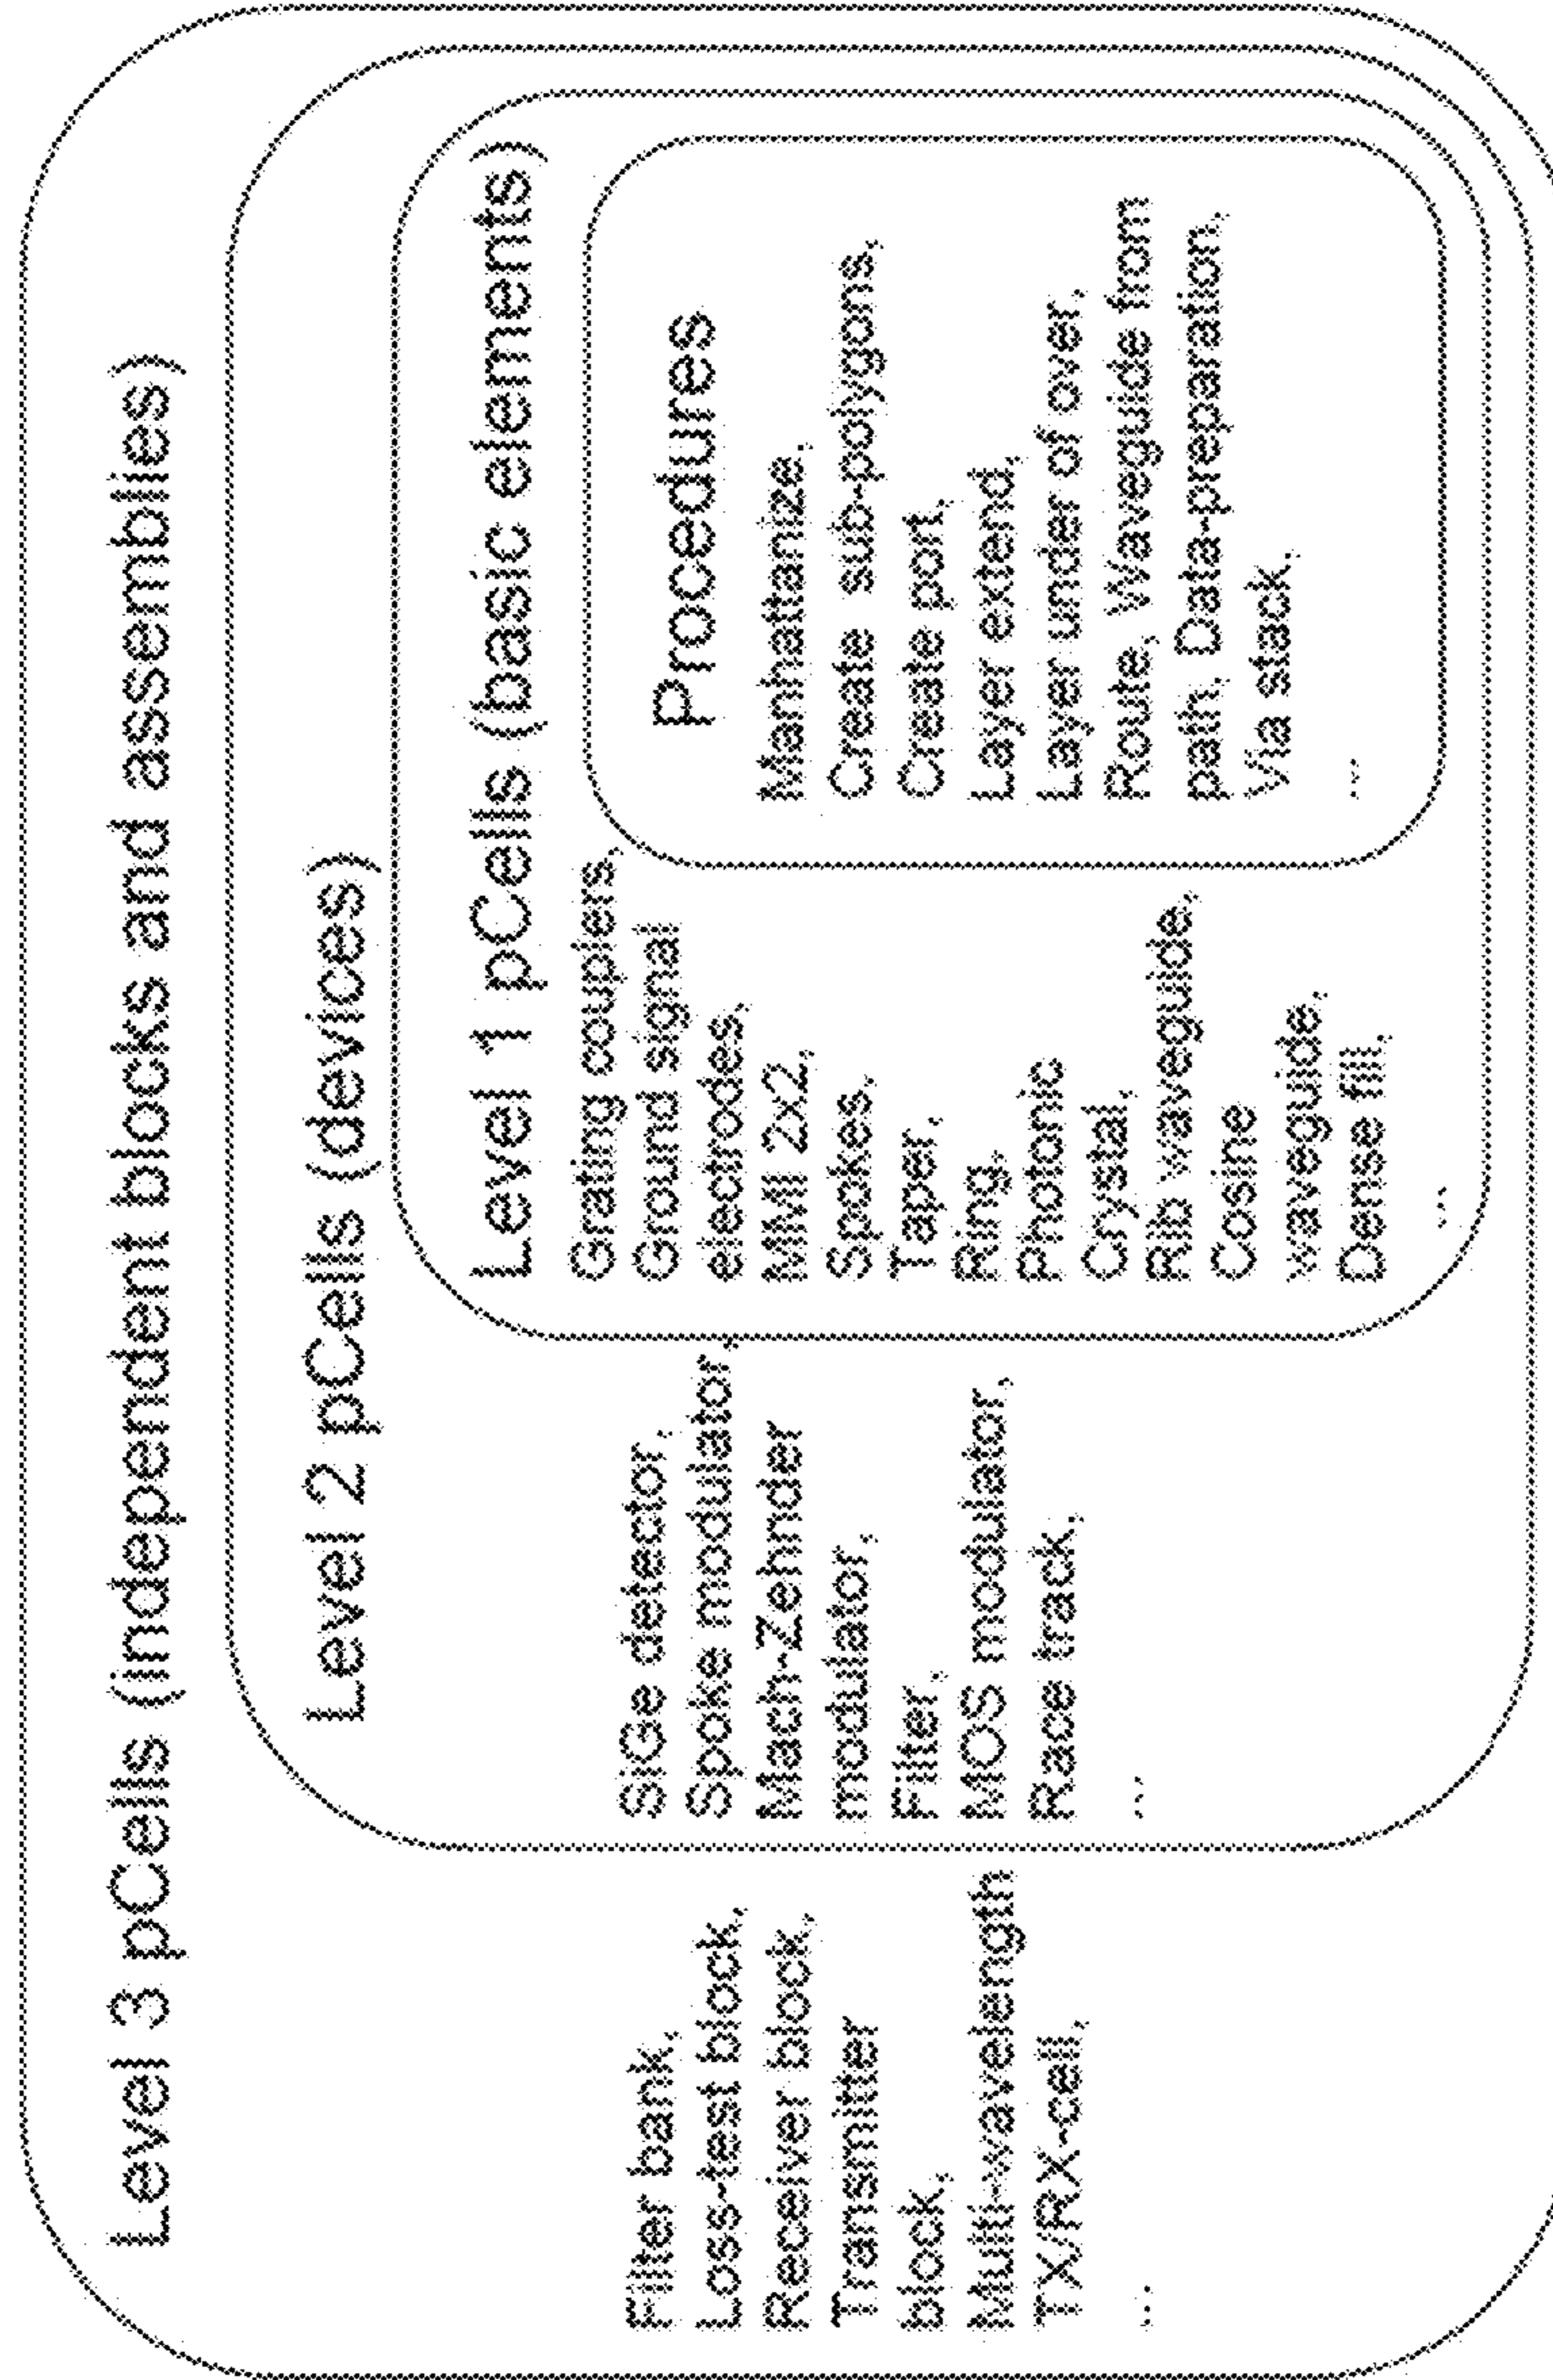 Level 3 pCells (independent blocks and assemblies)
Filter bank,
Loss-test block,
Receiver block,
Transmitter
block,
Multi-wavelength
TX/RX-cell,
...
Level 2 pCells (devices)
SiGe detector,
Spoke modulator,
Mach-Zehnder
modulator,
Filter,
MOS modulator,
Race track,
...
Level 1 pCells (basic elements)
Grating couplers,
Ground signal
electrodes,
MMI 2x2,
Spokes,
Taper,
Ring,
Photonic
Crystal,
Rib waveguide,
Cosine
waveguide,
Dense fill,
...
Procedures
Manhattanize,
Create sub-polygons,
Create port,
Layer extend,
Layer under of over,
Route, Waveguide from
path, Data-preparation,
Via stack,
...